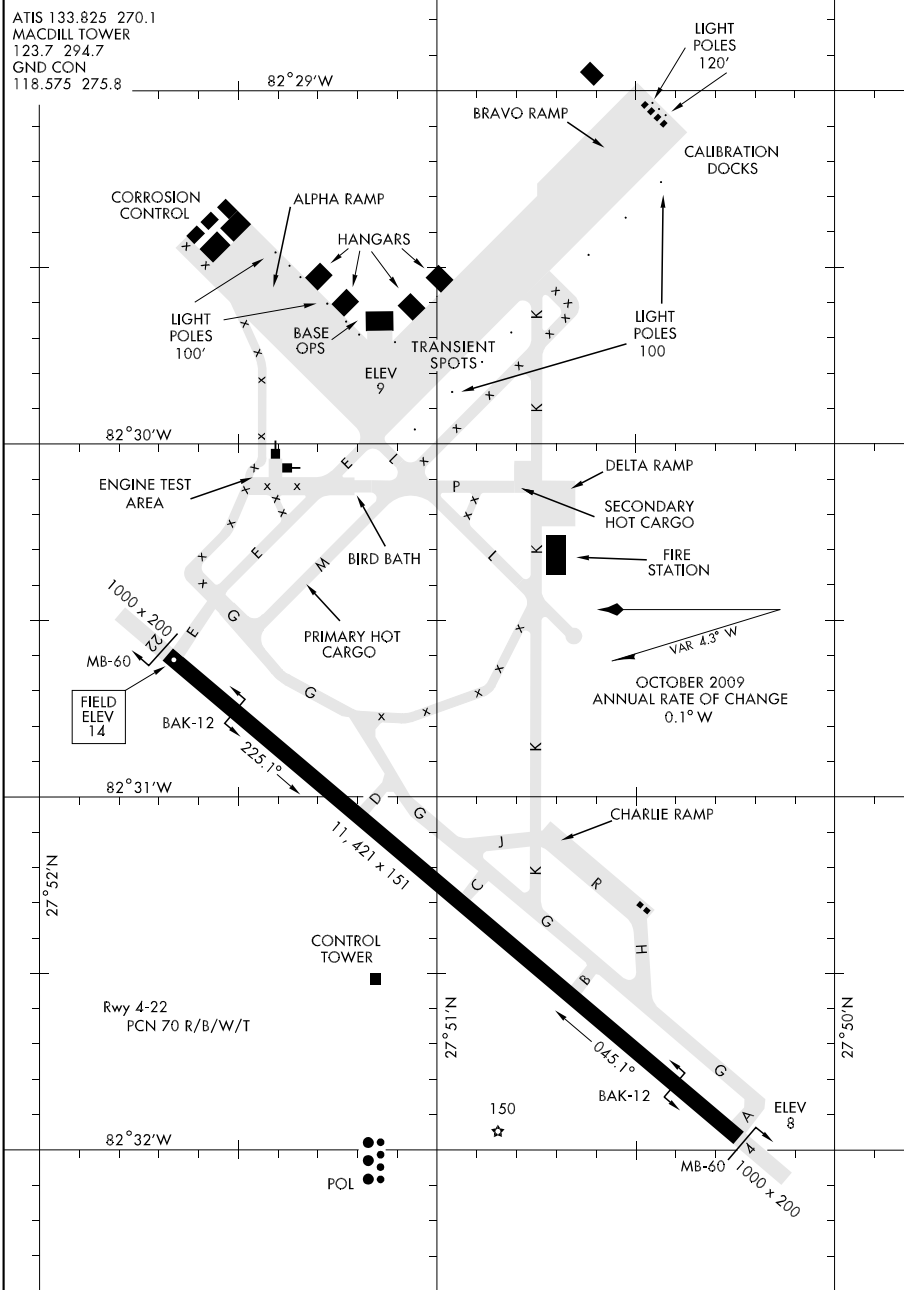 ATIS 133.825 270.1
MACDILL TOWER
123.7 294.7
GND CON
118.575 275.8
82°29'W
LIGHT
POLES
120'
BRAVO RAMP
CALIBRATION
DOCKS
CORROSION
CONTROL
ALPHA RAMP
HANGARS
LIGHT
POLES
100'
BASE
OPS
TRANSIENT
SPOTS
ELEV
9
LIGHT
POLES
100
K
K
82°30'W
ENGINE TEST
AREA
E
L
P
DELTA RAMP
SECONDARY
HOT CARGO
BIRD BATH
E
M
L
K
FIRE
STATION
1000 x 200
22
E
G
PRIMARY HOT
CARGO
VAR 4.3° W
MB-60
FIELD
ELEV
14
G
OCTOBER 2009
ANNUAL RATE OF CHANGE
0.1° W
BAK-12
225.1°
K
82°31'W
D
G
CHARLIE RAMP
11, 421 x 151
J
K
R
C
27°52'N
G
H
CONTROL
TOWER
B
Rwy 4-22
PCN 70 R/B/W/T
27°51'N
27°50'N
045.1°
G
BAK-12
150
A
ELEV
8
82°32'W
4
MB-60
1000 x 200
POL